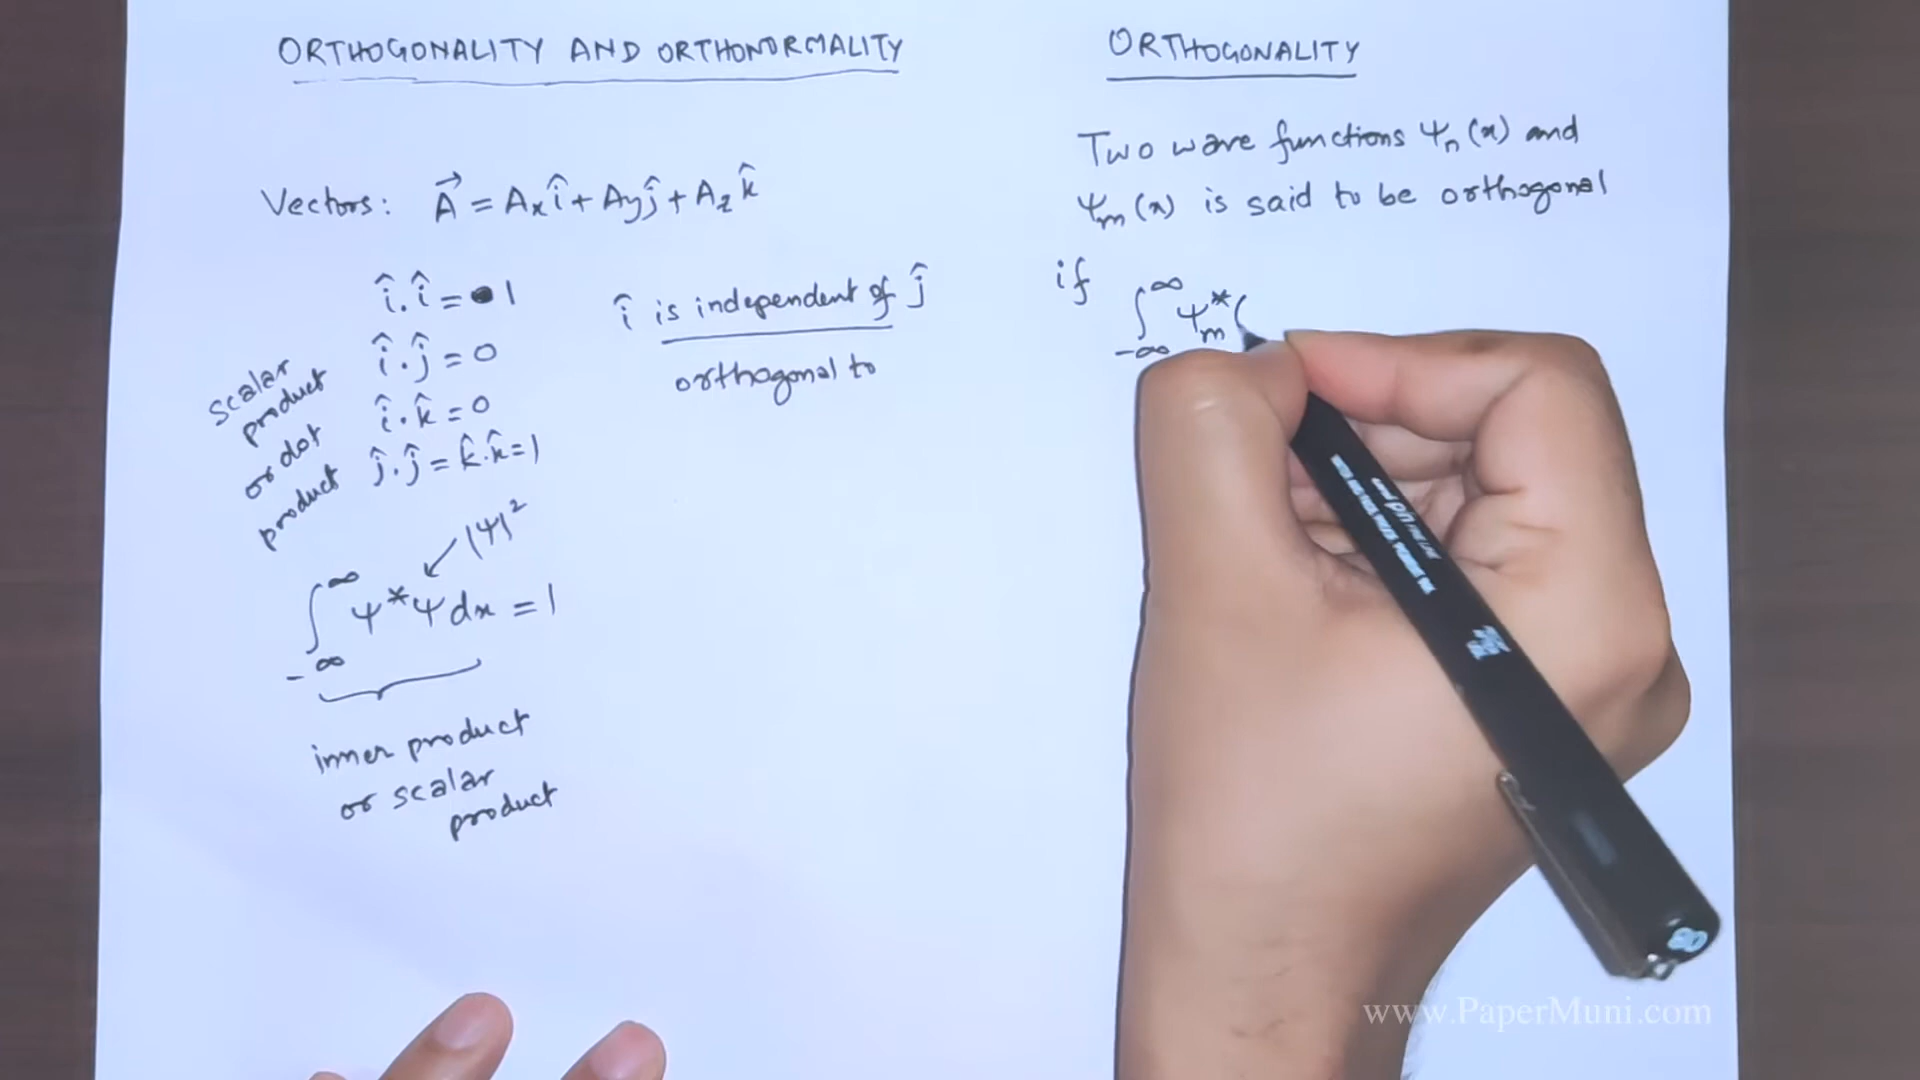 ORTHOGONALITY AND ORTHONORMALITY
Vectors: A⃗ = Axî + Ayĵ + Azk̂
î.î = 1
î.ĵ = 0
î.k̂ = 0
ĵ.ĵ = k̂.k̂ = 1
scalar
product
or dot
product
î is independent of ĵ
orthogonal to
|ψ|²
∫ ∞ -∞ ψ*ψ dx = 1
inner product
or scalar
product
ORTHOGONALITY
Two wave functions ψn(x) and
ψm(x) is said to be orthogonal
if ∫ ∞ -∞ ψm*(
www.PaperMuni.com